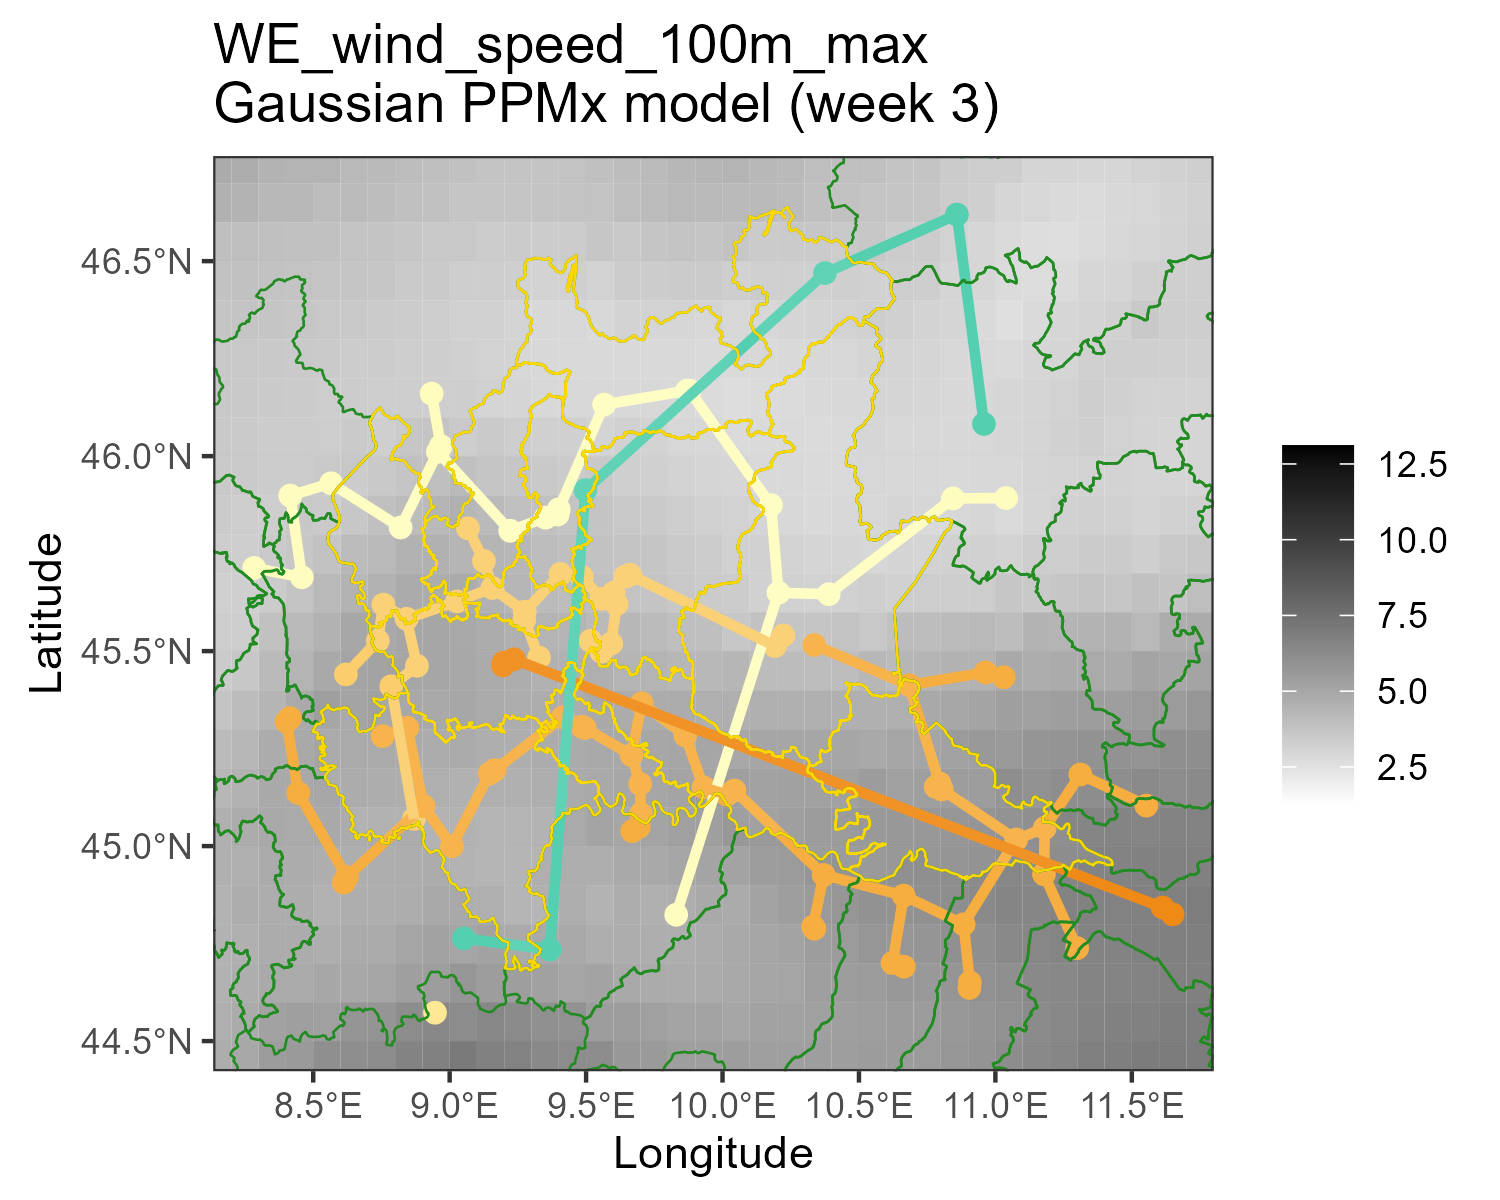 WE_wind_speed_100m_max
Gaussian PPMx model (week 3)
46.5°N
46.0°N
45.5°N
45.0°N
44.5°N
Latitude
8.5°E
9.0°E
9.5°E
10.0°E
10.5°E
11.0°E
11.5°E
Longitude
12.5
10.0
7.5
5.0
2.5